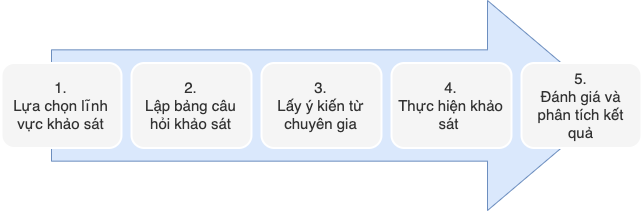 1.
Lựa chọn lĩnh
vực khảo sát
2.
Lập bảng câu
hỏi khảo sát
3.
Lấy ý kiến từ
chuyên gia
4.
Thực hiện khảo
sát
5.
Đánh giá và
phân tích kết
quả